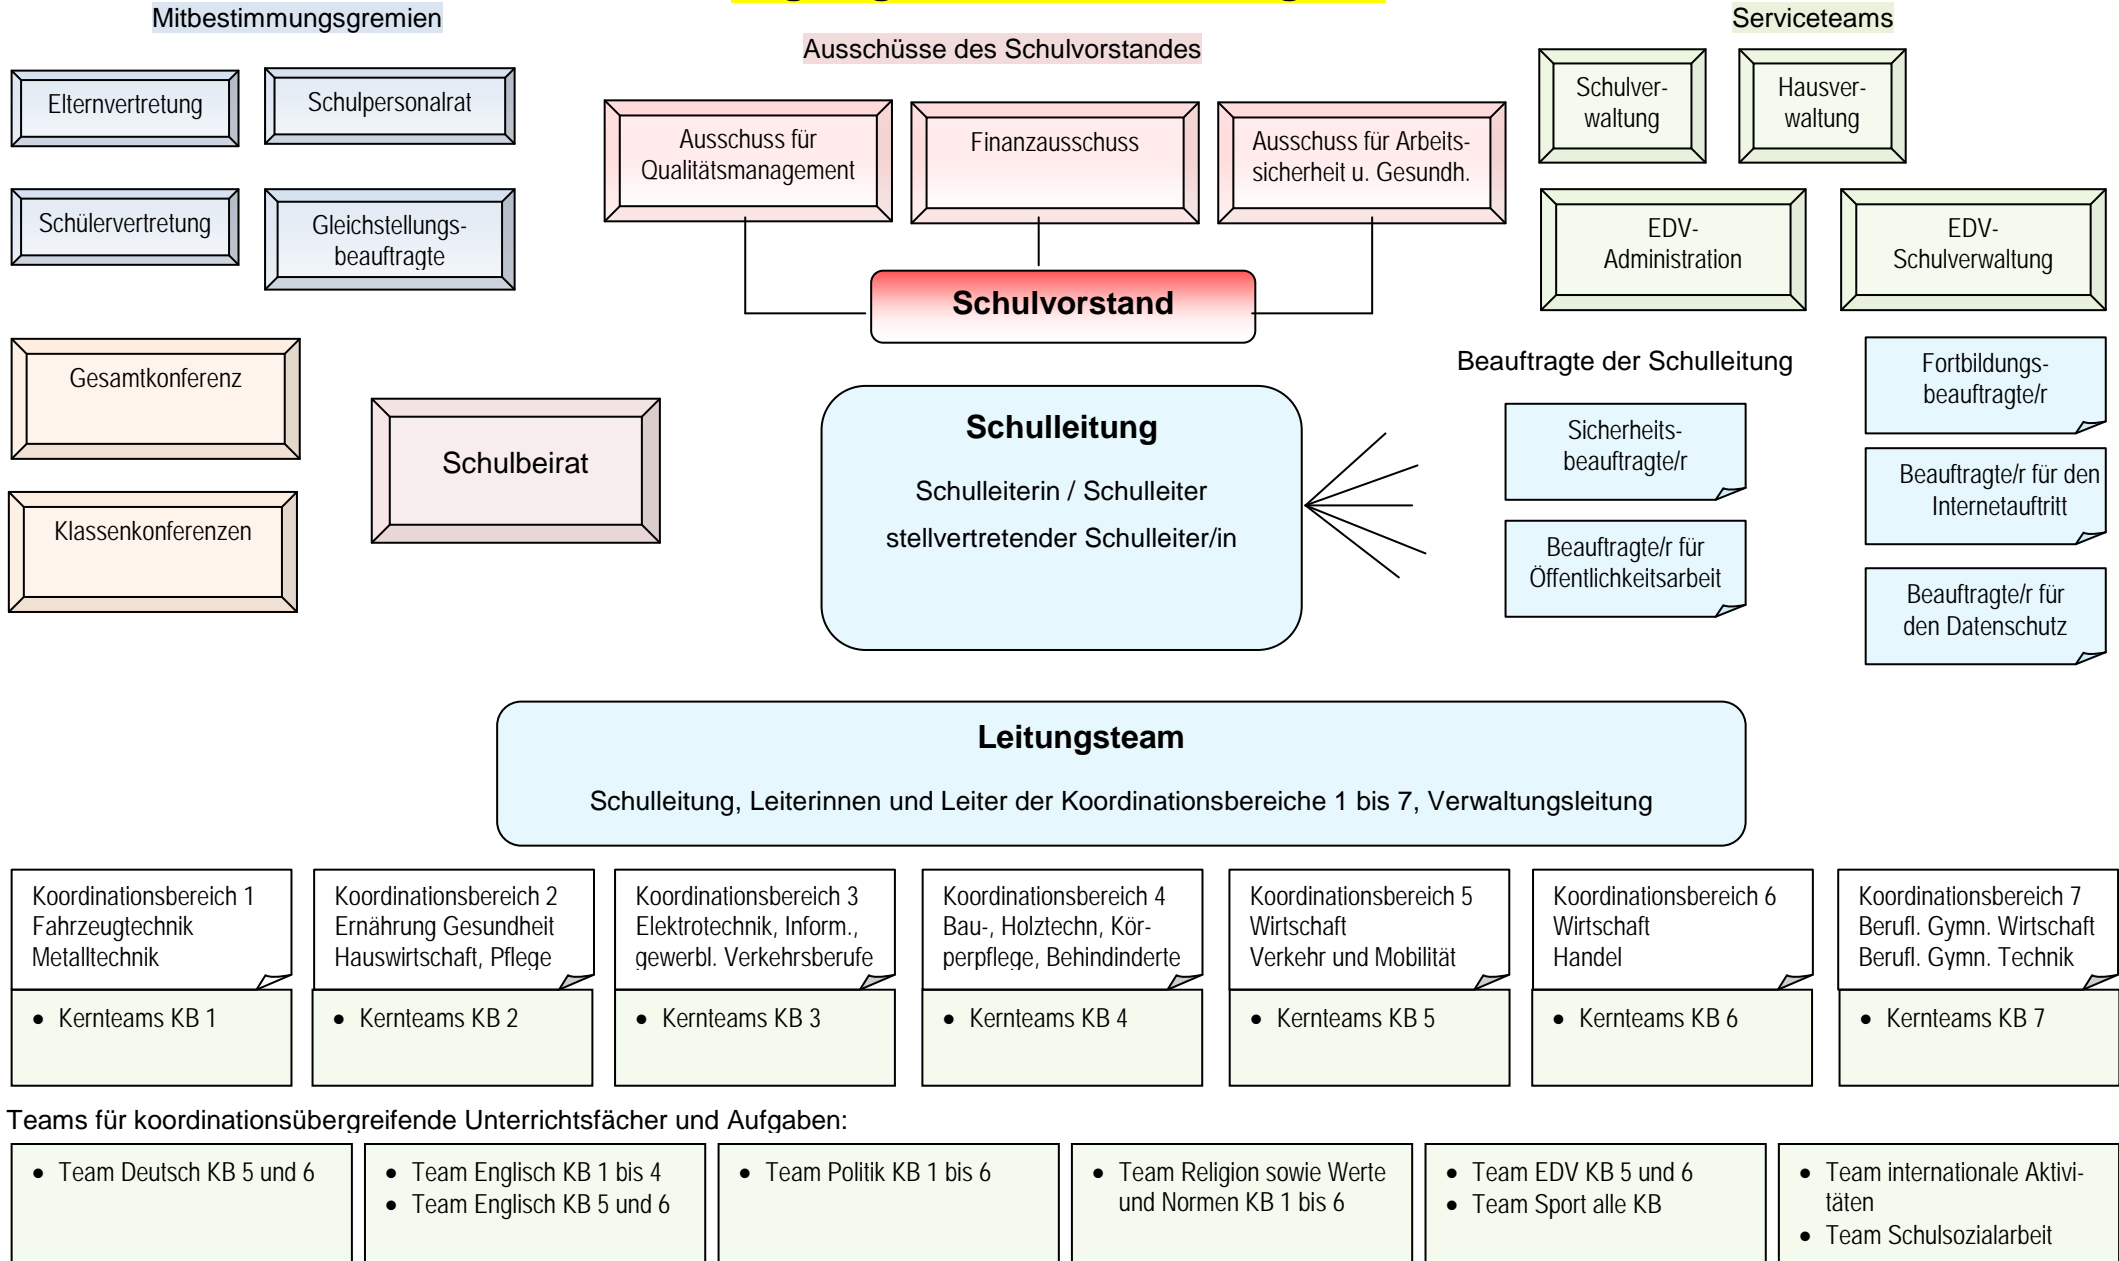 Mitbestimmungsgremien
Ausschüsse des Schulvorstandes
Serviceteams
Elternvertretung
Schulpersonalrat
Schülervertretung
Gleichstellungs-
beauftragte
Ausschuss für
Qualitätsmanagement
Finanzausschuss
Ausschuss für Arbeits-
sicherheit u. Gesundh.
Schulver-
waltung
Hausver-
waltung
EDV-
Administration
EDV-
Schulverwaltung
Schulvorstand
Gesamtkonferenz
Klassenkonferenzen
Schulbeirat
Schulleitung
Schulleiterin / Schulleiter
stellvertretender Schulleiter/in
Beauftragte der Schulleitung
Sicherheits-
beauftragte/r
Beauftragte/r für
Öffentlichkeitsarbeit
Fortbildungs-
beauftragte/r
Beauftragte/r für den
Internetauftritt
Beauftragte/r für
den Datenschutz
Leitungsteam
Schulleitung, Leiterinnen und Leiter der Koordinationsbereiche 1 bis 7, Verwaltungsleitung
Koordinationsbereich 1
Fahrzeugtechnik
Metalltechnik
• Kernteams KB 1
Koordinationsbereich 2
Ernährung Gesundheit
Hauswirtschaft, Pflege
• Kernteams KB 2
Koordinationsbereich 3
Elektrotechnik, Inform.,
gewerbl. Verkehrsberufe
• Kernteams KB 3
Koordinationsbereich 4
Bau-, Holztechn, Kör-
perpflege, Behindinderte
• Kernteams KB 4
Koordinationsbereich 5
Wirtschaft
Verkehr und Mobilität
• Kernteams KB 5
Koordinationsbereich 6
Wirtschaft
Handel
• Kernteams KB 6
Koordinationsbereich 7
Berufl. Gymn. Wirtschaft
Berufl. Gymn. Technik
• Kernteams KB 7
Teams für koordinationsübergreifende Unterrichtsfächer und Aufgaben:
• Team Deutsch KB 5 und 6
• Team Englisch KB 1 bis 4
• Team Englisch KB 5 und 6
• Team Politik KB 1 bis 6
• Team Religion sowie Werte
und Normen KB 1 bis 6
• Team EDV KB 5 und 6
• Team Sport alle KB
• Team internationale Aktivi-
täten
• Team Schulsozialarbeit